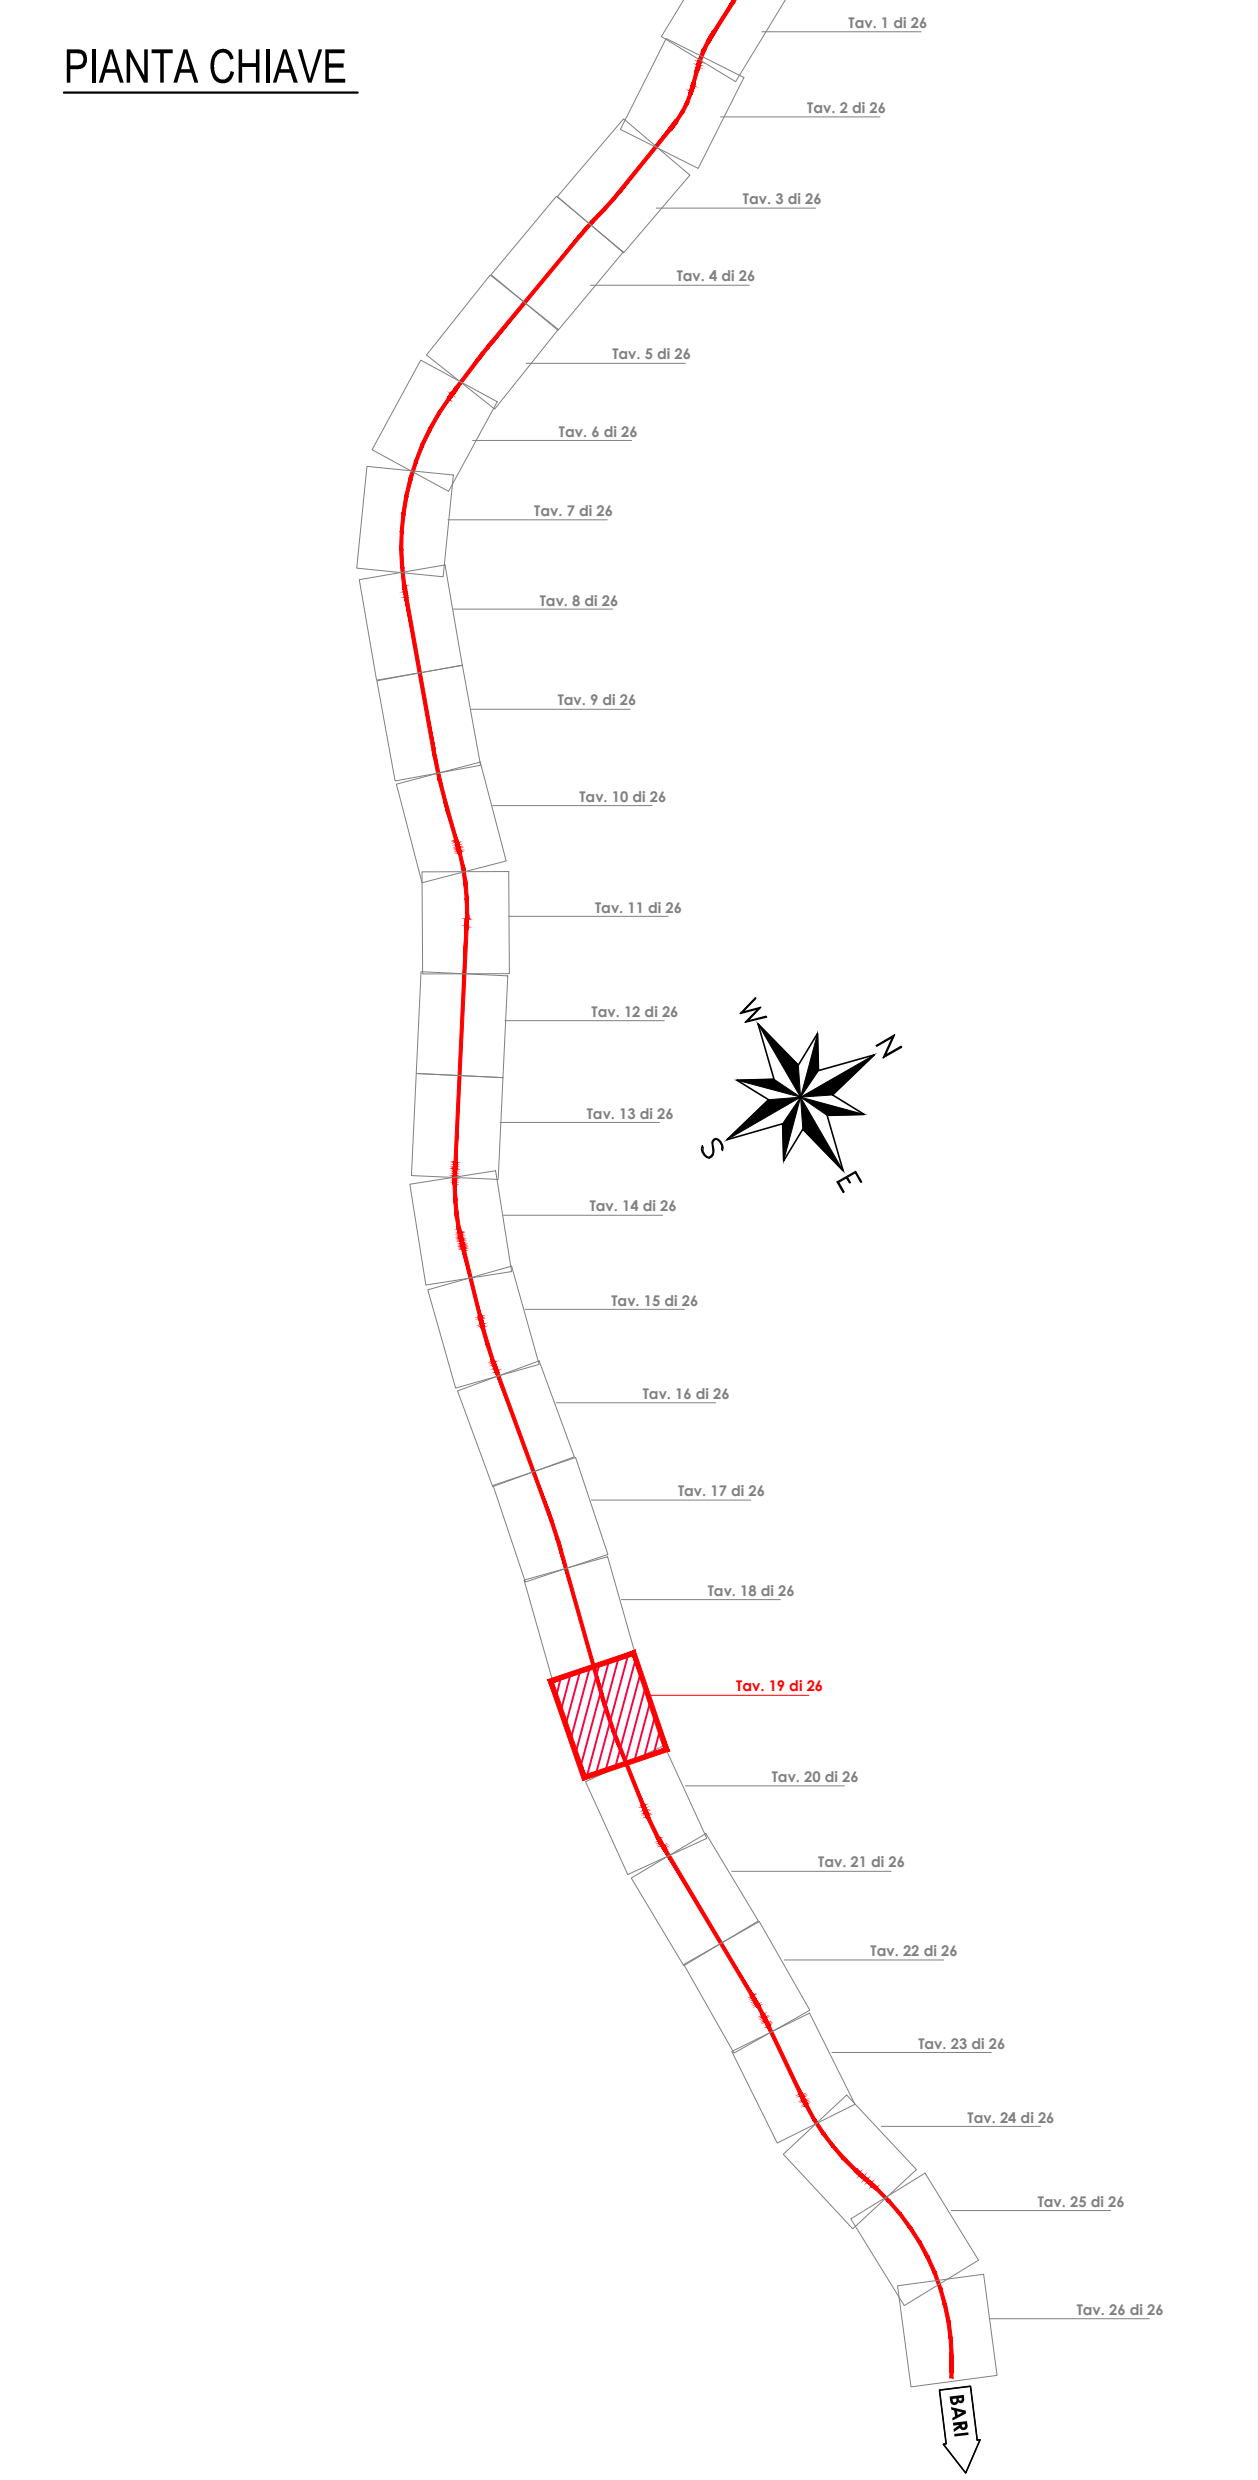 PIANTA CHIAVE
Tav. 1 di 26
Tav. 2 di 26
Tav. 3 di 26
Tav. 4 di 26
Tav. 5 di 26
Tav. 6 di 26
Tav. 7 di 26
Tav. 8 di 26
Tav. 9 di 26
Tav. 10 di 26
Tav. 11 di 26
Tav. 12 di 26
W
N
S
E
Tav. 13 di 26
Tav. 14 di 26
Tav. 15 di 26
Tav. 16 di 26
Tav. 17 di 26
Tav. 18 di 26
Tav. 19 di 26
Tav. 20 di 26
Tav. 21 di 26
Tav. 22 di 26
Tav. 23 di 26
Tav. 24 di 26
Tav. 25 di 26
Tav. 26 di 26
BARI